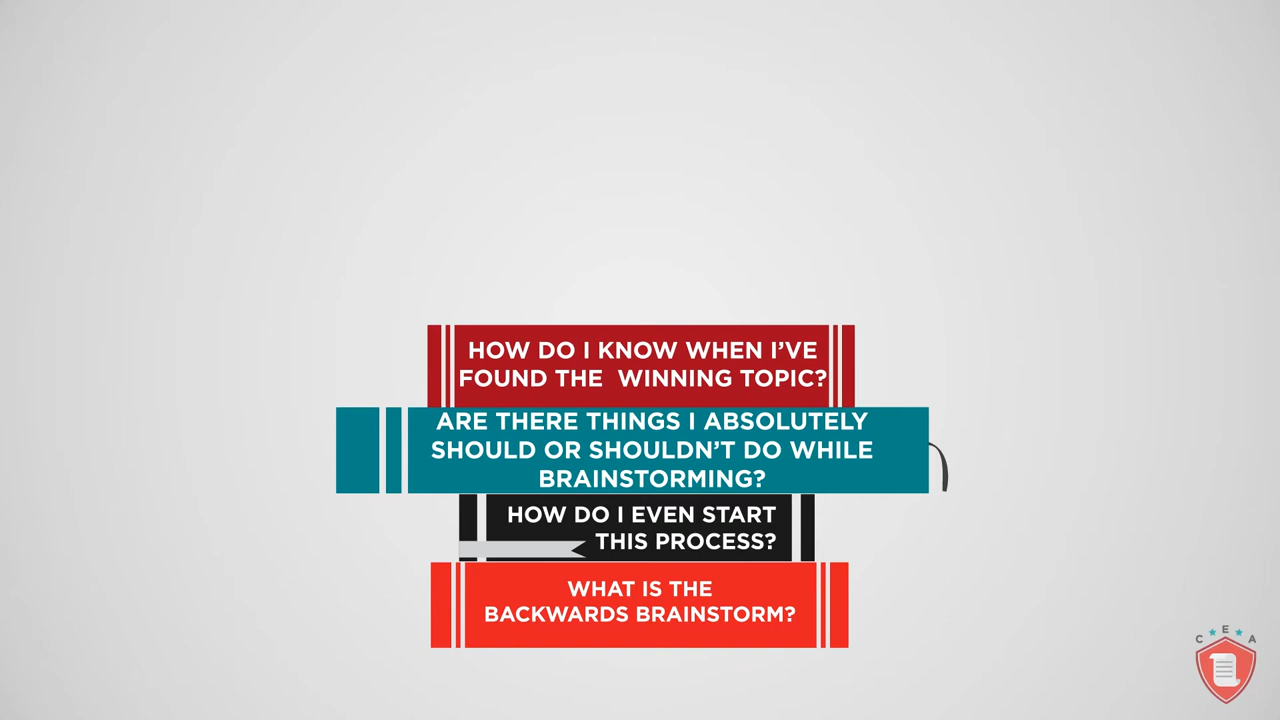 HOW DO I KNOW WHEN I'VE
FOUND THE WINNING TOPIC?
ARE THERE THINGS I ABSOLUTELY
SHOULD OR SHOULDN'T DO WHILE
BRAINSTORMING?
HOW DO I EVEN START
THIS PROCESS?
WHAT IS THE
BACKWARDS BRAINSTORM?
C E A